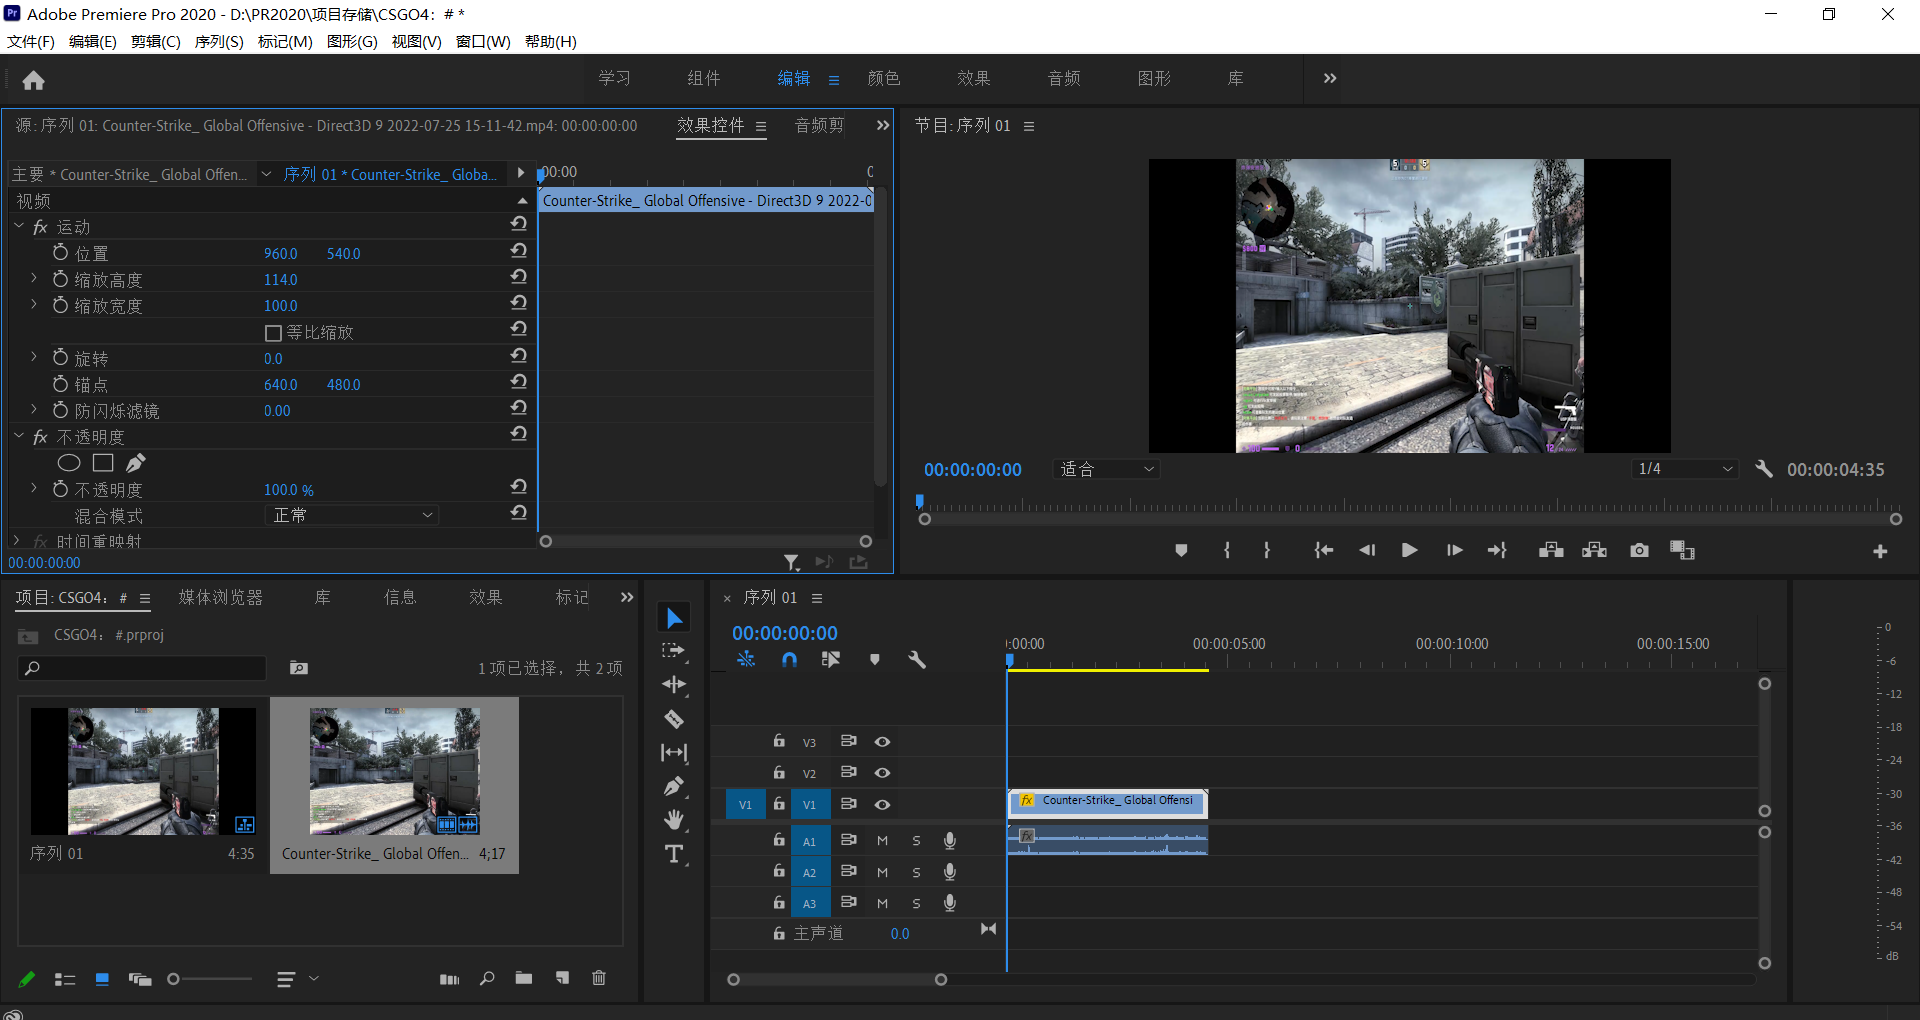 Adobe Premiere Pro 2020 - D:\PR2020\项目存储\CSGO4：# *
文件(F) 编辑(E) 剪辑(C) 序列(S) 标记(M) 图形(G) 视图(V) 窗口(W) 帮助(H)
学习 组件 编辑 颜色 效果 音频 图形 库
源: 序列 01: Counter-Strike_ Global Offensive - Direct3D 9 2022-07-25 15-11-42.mp4: 00:00:00:00 效果控件 音频剪
主要 * Counter-Strike_ Global Offen... 序列 01 * Counter-Strike_ Globa...
:00:00
Counter-Strike_ Global Offensive - Direct3D 9 2022-0
视频
fx 运动
位置 960.0 540.0
缩放高度 114.0
缩放宽度 100.0
等比缩放
旋转 0.0
锚点 640.0 480.0
防闪烁滤镜 0.00
fx 不透明度
不透明度 100.0 %
混合模式 正常
fx 时间重映射
00:00:00:00
节目: 序列 01
00:00:00:00 适合 1/4 00:00:04:35
项目: CSGO4：# 媒体浏览器 库 信息 效果 标记
CSGO4：#.prproj
1 项已选择，共 2 项
序列 01 4:35
Counter-Strike_ Global Offen... 4;17
× 序列 01
00:00:00:00
:00:00 00:00:05:00 00:00:10:00 00:00:15:00
V3
V2
V1 V1 fx Counter-Strike_ Global Offensi
A1 M S fx
A2 M S
A3 M S
主声道 0.0
0
-6
-12
-18
-24
-30
-36
-42
-48
-54
dB